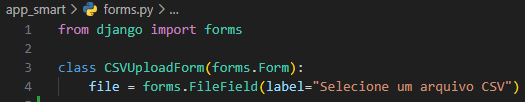 app_smart > forms.py > ...
1 from django import forms
2
3 class CSVUploadForm(forms.Form):
4     file = forms.FileField(label="Selecione um arquivo CSV")